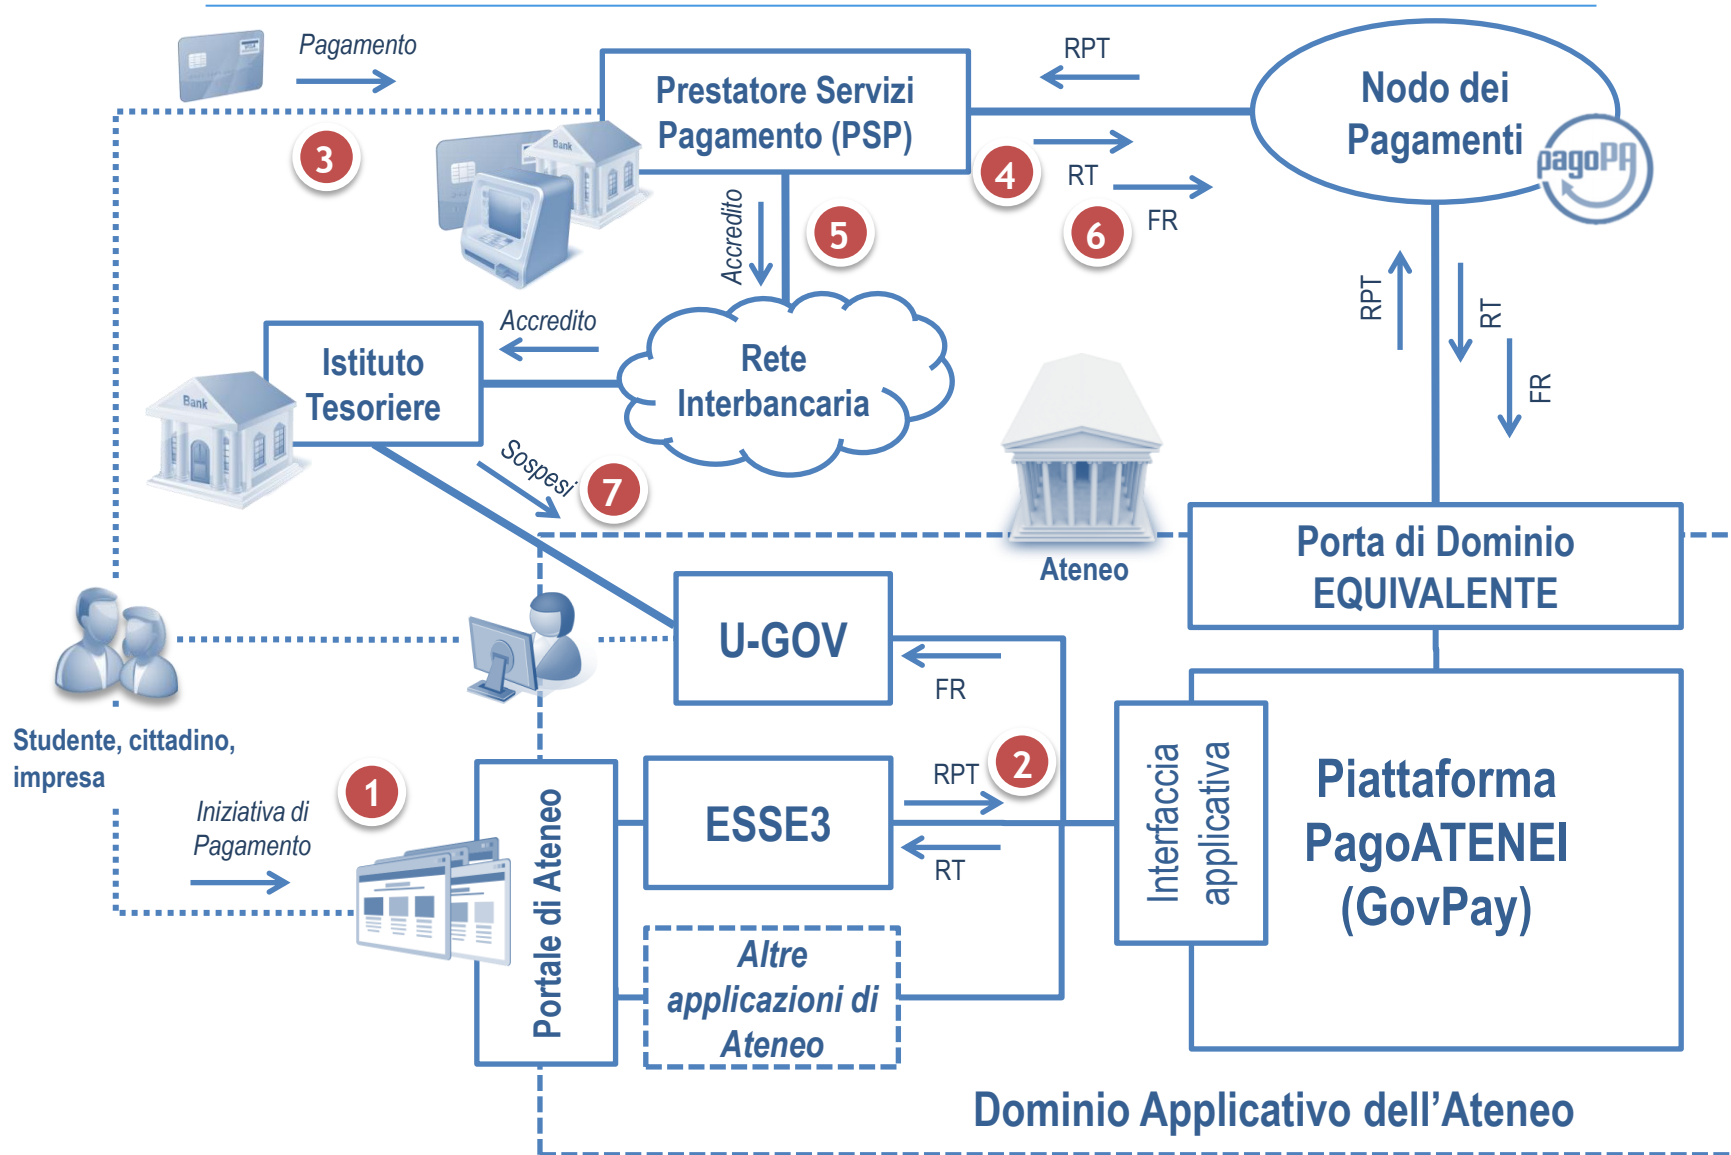 Pagamento
3
Prestatore Servizi
Pagamento (PSP)
Bank
RPT
4
RT
6
FR
Nodo dei
Pagamenti
pagoPA
Accredito
5
Accredito
Rete
Interbancaria
Istituto
Tesoriere
Bank
Sospesi
7
RPT
RT
FR
Ateneo
Porta di Dominio
EQUIVALENTE
U-GOV
FR
Studente, cittadino,
impresa
1
Iniziativa di
Pagamento
Portale di Ateneo
ESSE3
RPT
2
RT
Altre
applicazioni di
Ateneo
Interfaccia
applicativa
Piattaforma
PagoATENEI
(GovPay)
Dominio Applicativo dell’Ateneo